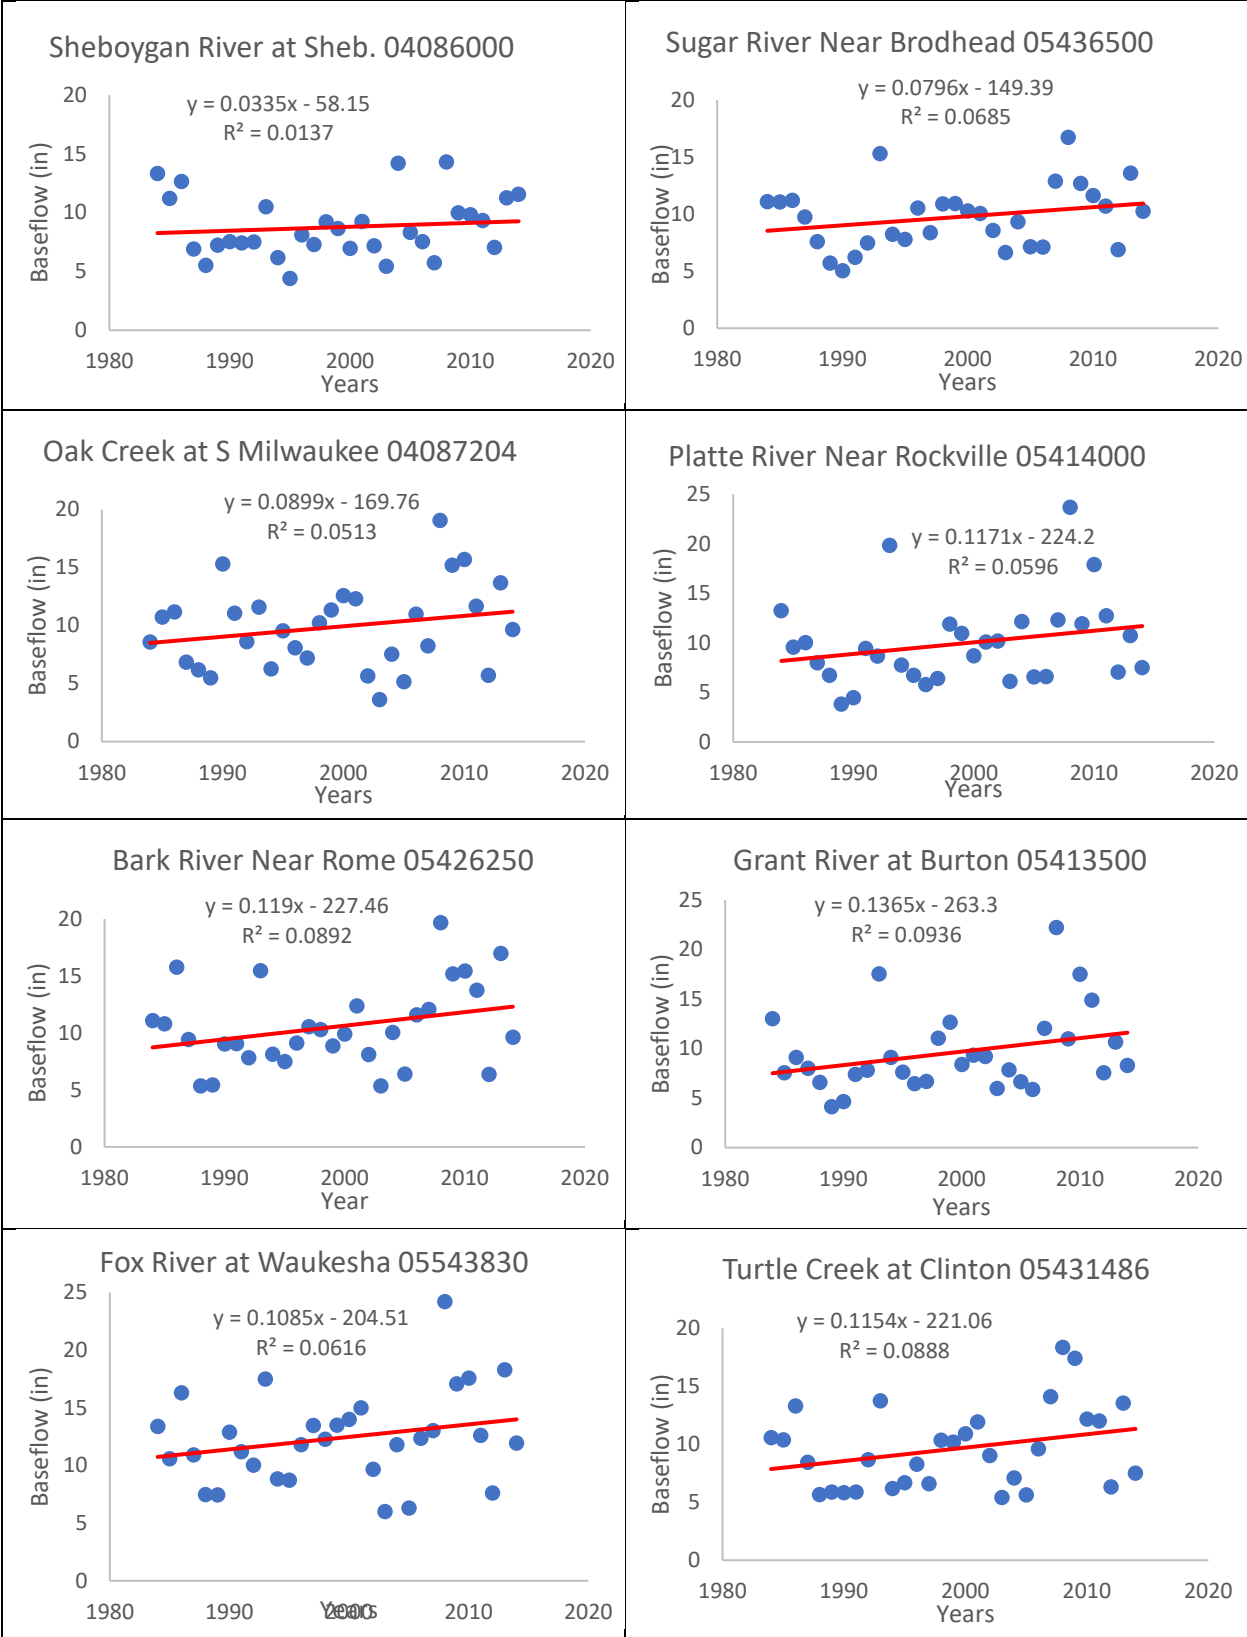 Sheboygan River at Sheb. 04086000
y = 0.0335x - 58.15
R² = 0.0137
Baseflow (in)
20
15
10
5
0
1980 1990 2000 2010 2020
Years
Sugar River Near Brodhead 05436500
y = 0.0796x - 149.39
R² = 0.0685
Baseflow (in)
20
15
10
5
0
1980 1990 2000 2010 2020
Years
Oak Creek at S Milwaukee 04087204
y = 0.0899x - 169.76
R² = 0.0513
Baseflow (in)
20
15
10
5
0
1980 1990 2000 2010 2020
Years
Platte River Near Rockville 05414000
y = 0.1171x - 224.2
R² = 0.0596
Baseflow (in)
25
20
15
10
5
0
1980 1990 2000 2010 2020
Years
Bark River Near Rome 05426250
y = 0.119x - 227.46
R² = 0.0892
Baseflow (in)
20
15
10
5
0
1980 1990 2000 2010 2020
Year
Grant River at Burton 05413500
y = 0.1365x - 263.3
R² = 0.0936
Baseflow (in)
25
20
15
10
5
0
1980 1990 2000 2010 2020
Years
Fox River at Waukesha 05543830
y = 0.1085x - 204.51
R² = 0.0616
Baseflow (in)
25
20
15
10
5
0
1980 1990 2000 2010 2020
Years
Turtle Creek at Clinton 05431486
y = 0.1154x - 221.06
R² = 0.0888
Baseflow (in)
20
15
10
5
0
1980 1990 2000 2010 2020
Years